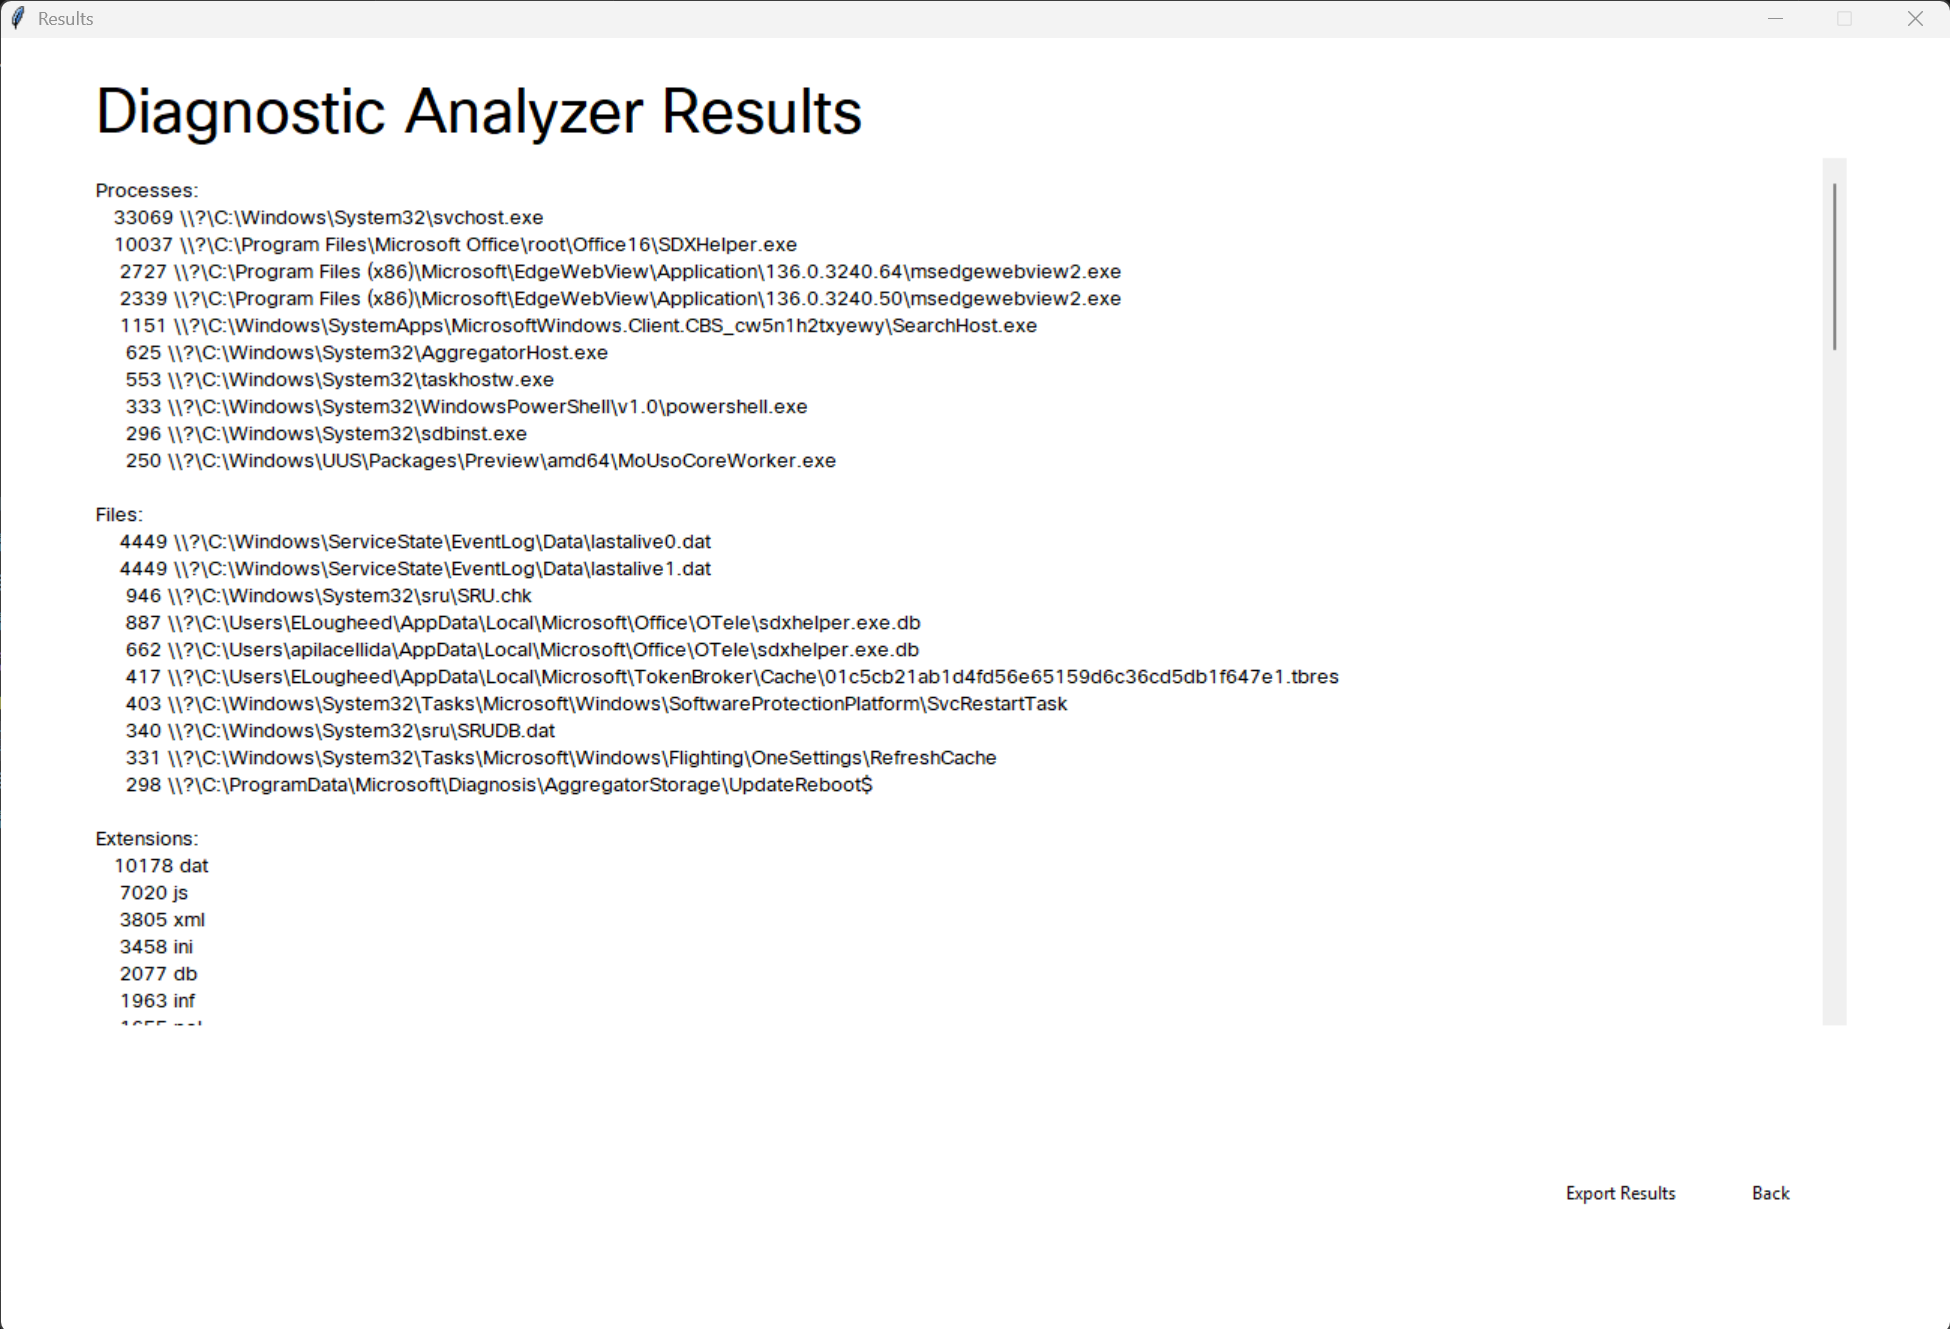 Results
Diagnostic Analyzer Results
Processes:
33069 \\?\C:\Windows\System32\svchost.exe
10037 \\?\C:\Program Files\Microsoft Office\root\Office16\SDXHelper.exe
2727 \\?\C:\Program Files (x86)\Microsoft\EdgeWebView\Application\136.0.3240.64\msedgewebview2.exe
2339 \\?\C:\Program Files (x86)\Microsoft\EdgeWebView\Application\136.0.3240.50\msedgewebview2.exe
1151 \\?\C:\Windows\SystemApps\MicrosoftWindows.Client.CBS_cw5n1h2txyewy\SearchHost.exe
625 \\?\C:\Windows\System32\AggregatorHost.exe
553 \\?\C:\Windows\System32\taskhostw.exe
333 \\?\C:\Windows\System32\WindowsPowerShell\v1.0\powershell.exe
296 \\?\C:\Windows\System32\sdbinst.exe
250 \\?\C:\Windows\UUS\Packages\Preview\amd64\MoUsoCoreWorker.exe
Files:
4449 \\?\C:\Windows\ServiceState\EventLog\Data\lastalive0.dat
4449 \\?\C:\Windows\ServiceState\EventLog\Data\lastalive1.dat
946 \\?\C:\Windows\System32\sru\SRU.chk
887 \\?\C:\Users\ELougheed\AppData\Local\Microsoft\Office\OTele\sdxhelper.exe.db
662 \\?\C:\Users\apilacellida\AppData\Local\Microsoft\Office\OTele\sdxhelper.exe.db
417 \\?\C:\Users\ELougheed\AppData\Local\Microsoft\TokenBroker\Cache\01c5cb21ab1d4fd56e65159d6c36cd5db1f647e1.tbres
403 \\?\C:\Windows\System32\Tasks\Microsoft\Windows\SoftwareProtectionPlatform\SvcRestartTask
340 \\?\C:\Windows\System32\sru\SRUDB.dat
331 \\?\C:\Windows\System32\Tasks\Microsoft\Windows\Flighting\OneSettings\RefreshCache
298 \\?\C:\ProgramData\Microsoft\Diagnosis\AggregatorStorage\UpdateReboot$
Extensions:
10178 dat
7020 js
3805 xml
3458 ini
2077 db
1963 inf
Export Results
Back